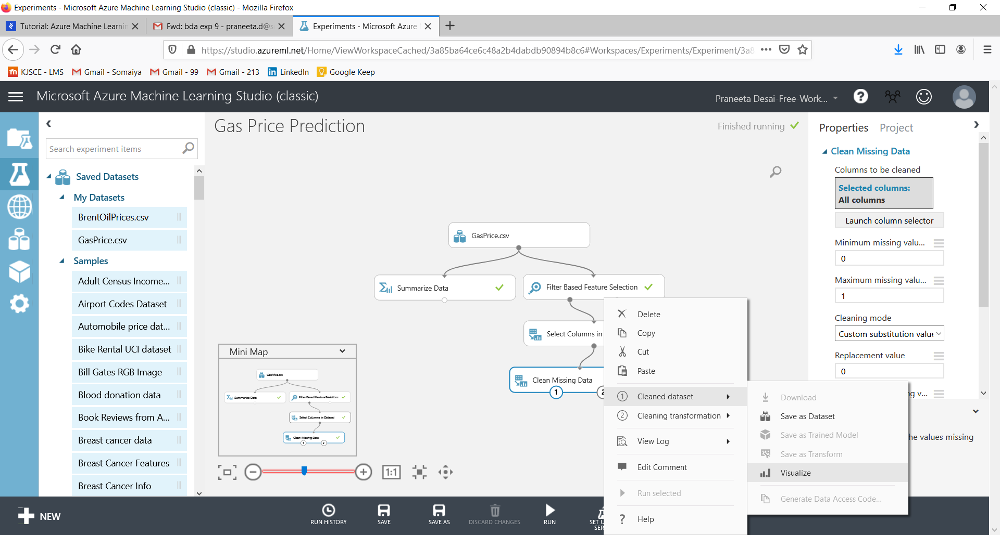 Experiments - Microsoft Azure Machine Learning Studio (classic) - Mozilla Firefox
Tutorial: Azure Machine Learnin
Fwd: bda exp 9 - praneeta.d@s
Experiments - Microsoft Azure
https://studio.azureml.net/Home/ViewWorkspaceCached/3a85ba64ce6c48a2b4dabdb90894b8c6#Workspaces/Experiments/Experiment/3a8
KJSCE - LMS
Gmail - Somaiya
Gmail - 99
Gmail - 213
LinkedIn
Google Keep
Microsoft Azure Machine Learning Studio (classic)
Praneeta Desai-Free-Work...
Search experiment items
Saved Datasets
My Datasets
BrentOilPrices.csv
GasPrice.csv
Samples
Adult Census Income...
Airport Codes Dataset
Automobile price dat...
Bike Rental UCI dataset
Bill Gates RGB Image
Blood donation data
Book Reviews from A...
Breast cancer data
Breast Cancer Features
Breast Cancer Info
Gas Price Prediction
Finished running
GasPrice.csv
Summarize Data
Filter Based Feature Selection
Select Columns in
Clean Missing Data
1
2
Mini Map
GasPrice.csv
Summarize Data
Filter Based Feature Selection
Select Columns in Dataset
Clean Missing Data
1
2
1:1
Delete
Copy
Cut
Paste
1 Cleaned dataset
2 Cleaning transformation
View Log
Edit Comment
Run selected
? Help
Download
Save as Dataset
Save as Trained Model
Save as Transform
Visualize
Generate Data Access Code...
Properties
Project
Clean Missing Data
Columns to be cleaned
Selected columns:
All columns
Launch column selector
Minimum missing valu...
0
Maximum missing valu...
1
Cleaning mode
Custom substitution value
Replacement value
0
g v...
he values missing
NEW
RUN HISTORY
SAVE
SAVE AS
DISCARD CHANGES
RUN
SET U
SER